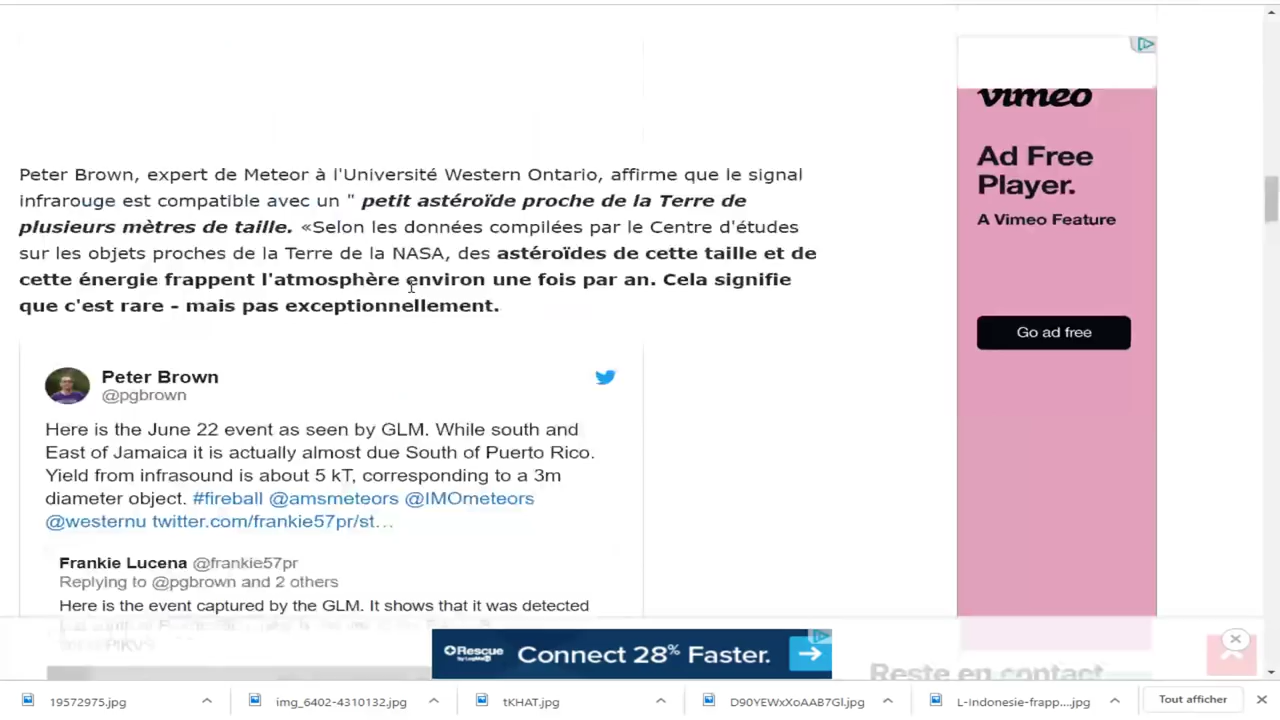 vimeo
Ad Free
Player.
A Vimeo Feature
Go ad free
Peter Brown, expert de Meteor à l'Université Western Ontario, affirme que le signal
infrarouge est compatible avec un " petit astéroïde proche de la Terre de
plusieurs mètres de taille. «Selon les données compilées par le Centre d'études
sur les objets proches de la Terre de la NASA, des astéroïdes de cette taille et de
cette énergie frappent l'atmosphère environ une fois par an. Cela signifie
que c'est rare - mais pas exceptionnellement.
Peter Brown
@pgbrown
Here is the June 22 event as seen by GLM. While south and
East of Jamaica it is actually almost due South of Puerto Rico.
Yield from infrasound is about 5 kT, corresponding to a 3m
diameter object. #fireball @amsmeteors @IMOmeteors
@westernu twitter.com/frankie57pr/st…
Frankie Lucena @frankie57pr
Replying to @pgbrown and 2 others
Here is the event captured by the GLM. It shows that it was detected
Rescue
by LogMeIn
Connect 28% Faster.
Reste en contact
19572975.jpg
img_6402-4310132.jpg
tKHAT.jpg
D90YEWxXoAAB7Gl.jpg
L-Indonesie-frapp....jpg
Tout afficher